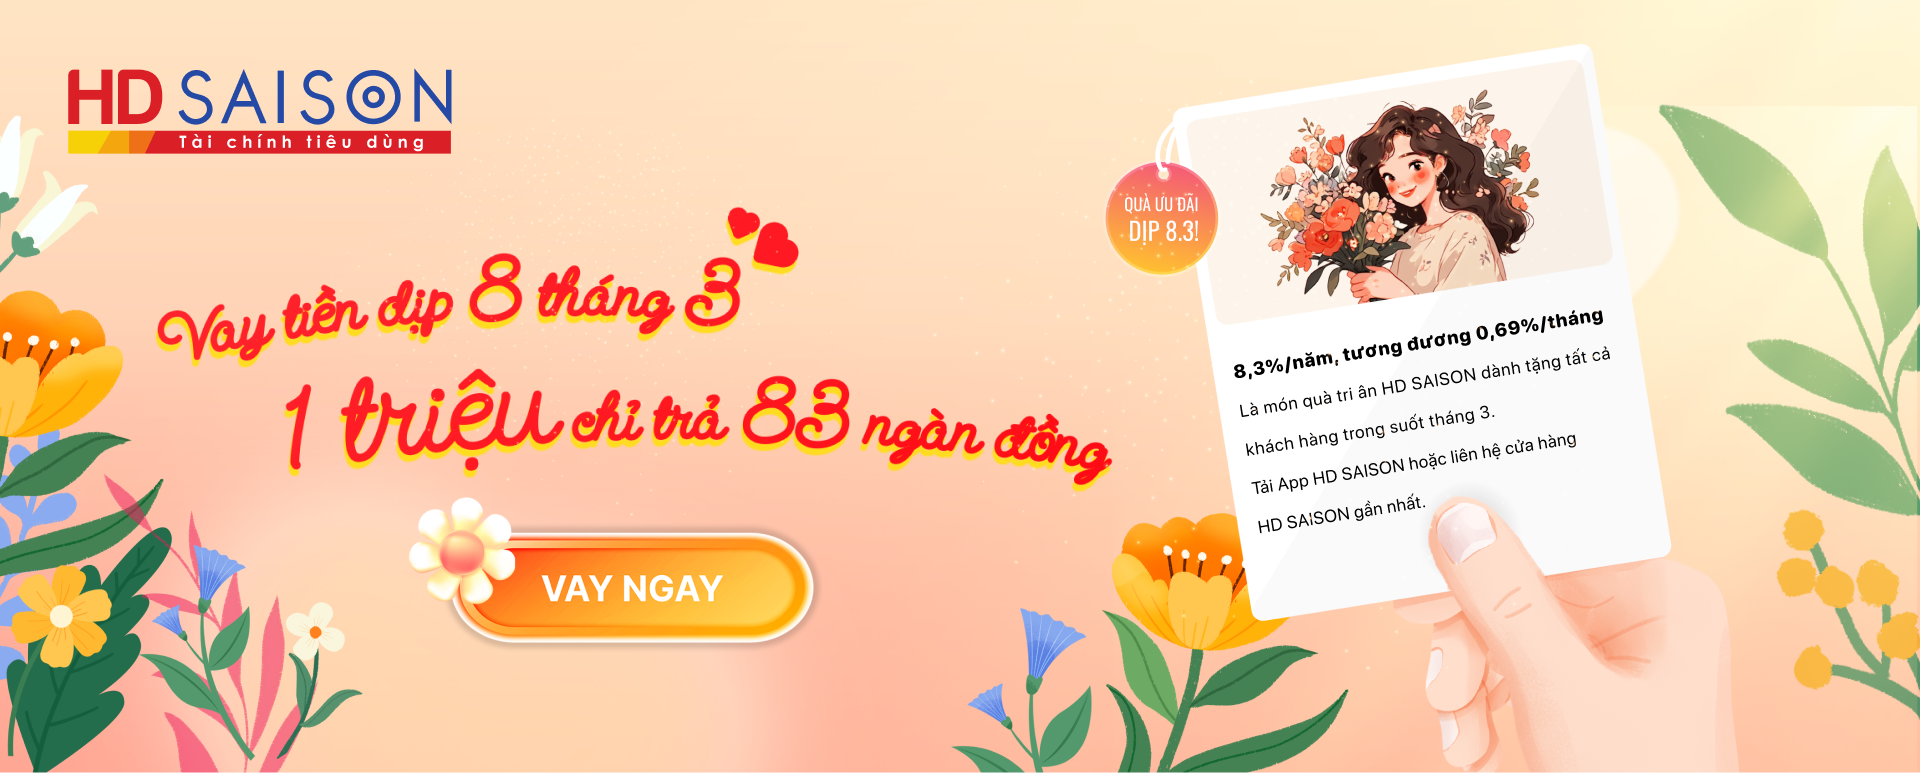 HD SAISON
Tài chính tiêu dùng
Vay tiền dịp 8 tháng 3
1 triệu chỉ trả 83 ngàn đồng
VAY NGAY
QUÀ ƯU ĐÃI
DỊP 8.3!
8,3%/năm, tương đương 0,69%/tháng
Là món quà tri ân HD SAISON dành tặng tất cả
khách hàng trong suốt tháng 3.
Tải App HD SAISON hoặc liên hệ cửa hàng
HD SAISON gần nhất.